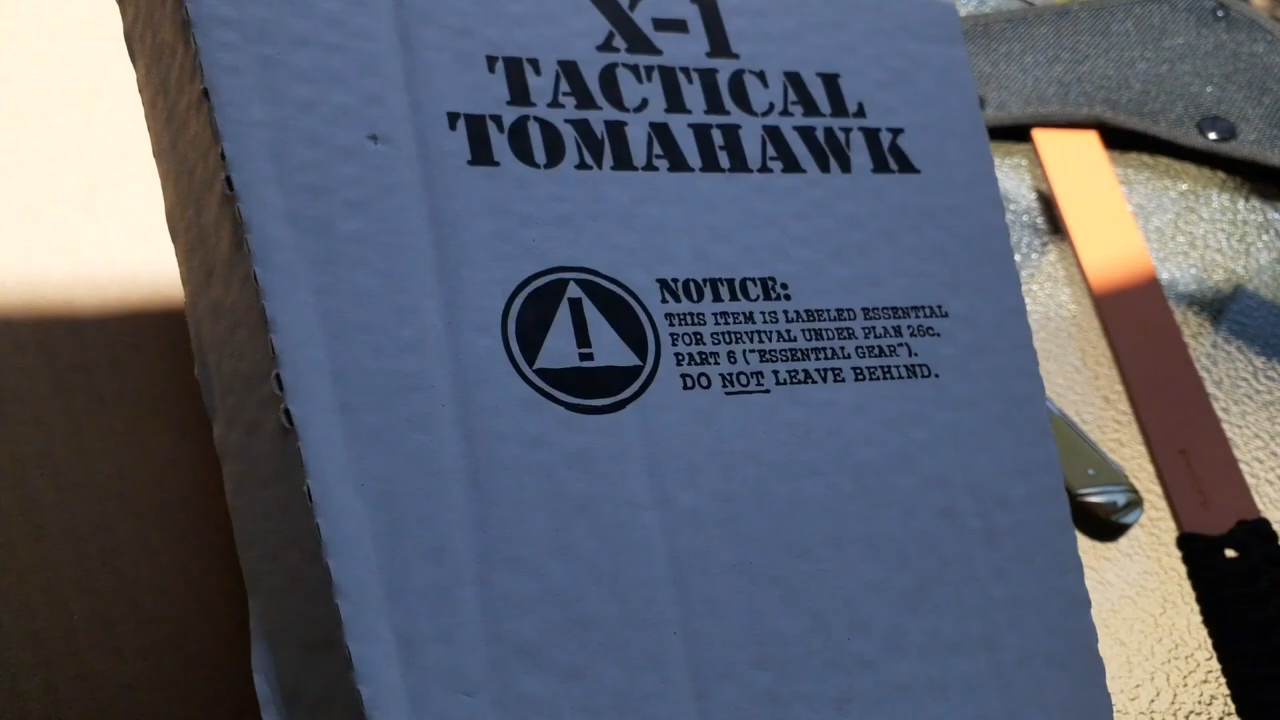 X-1
TACTICAL
TOMAHAWK
NOTICE:
THIS ITEM IS LABELED ESSENTIAL
FOR SURVIVAL UNDER PLAN 26c,
PART 6 ("ESSENTIAL GEAR").
DO NOT LEAVE BEHIND.